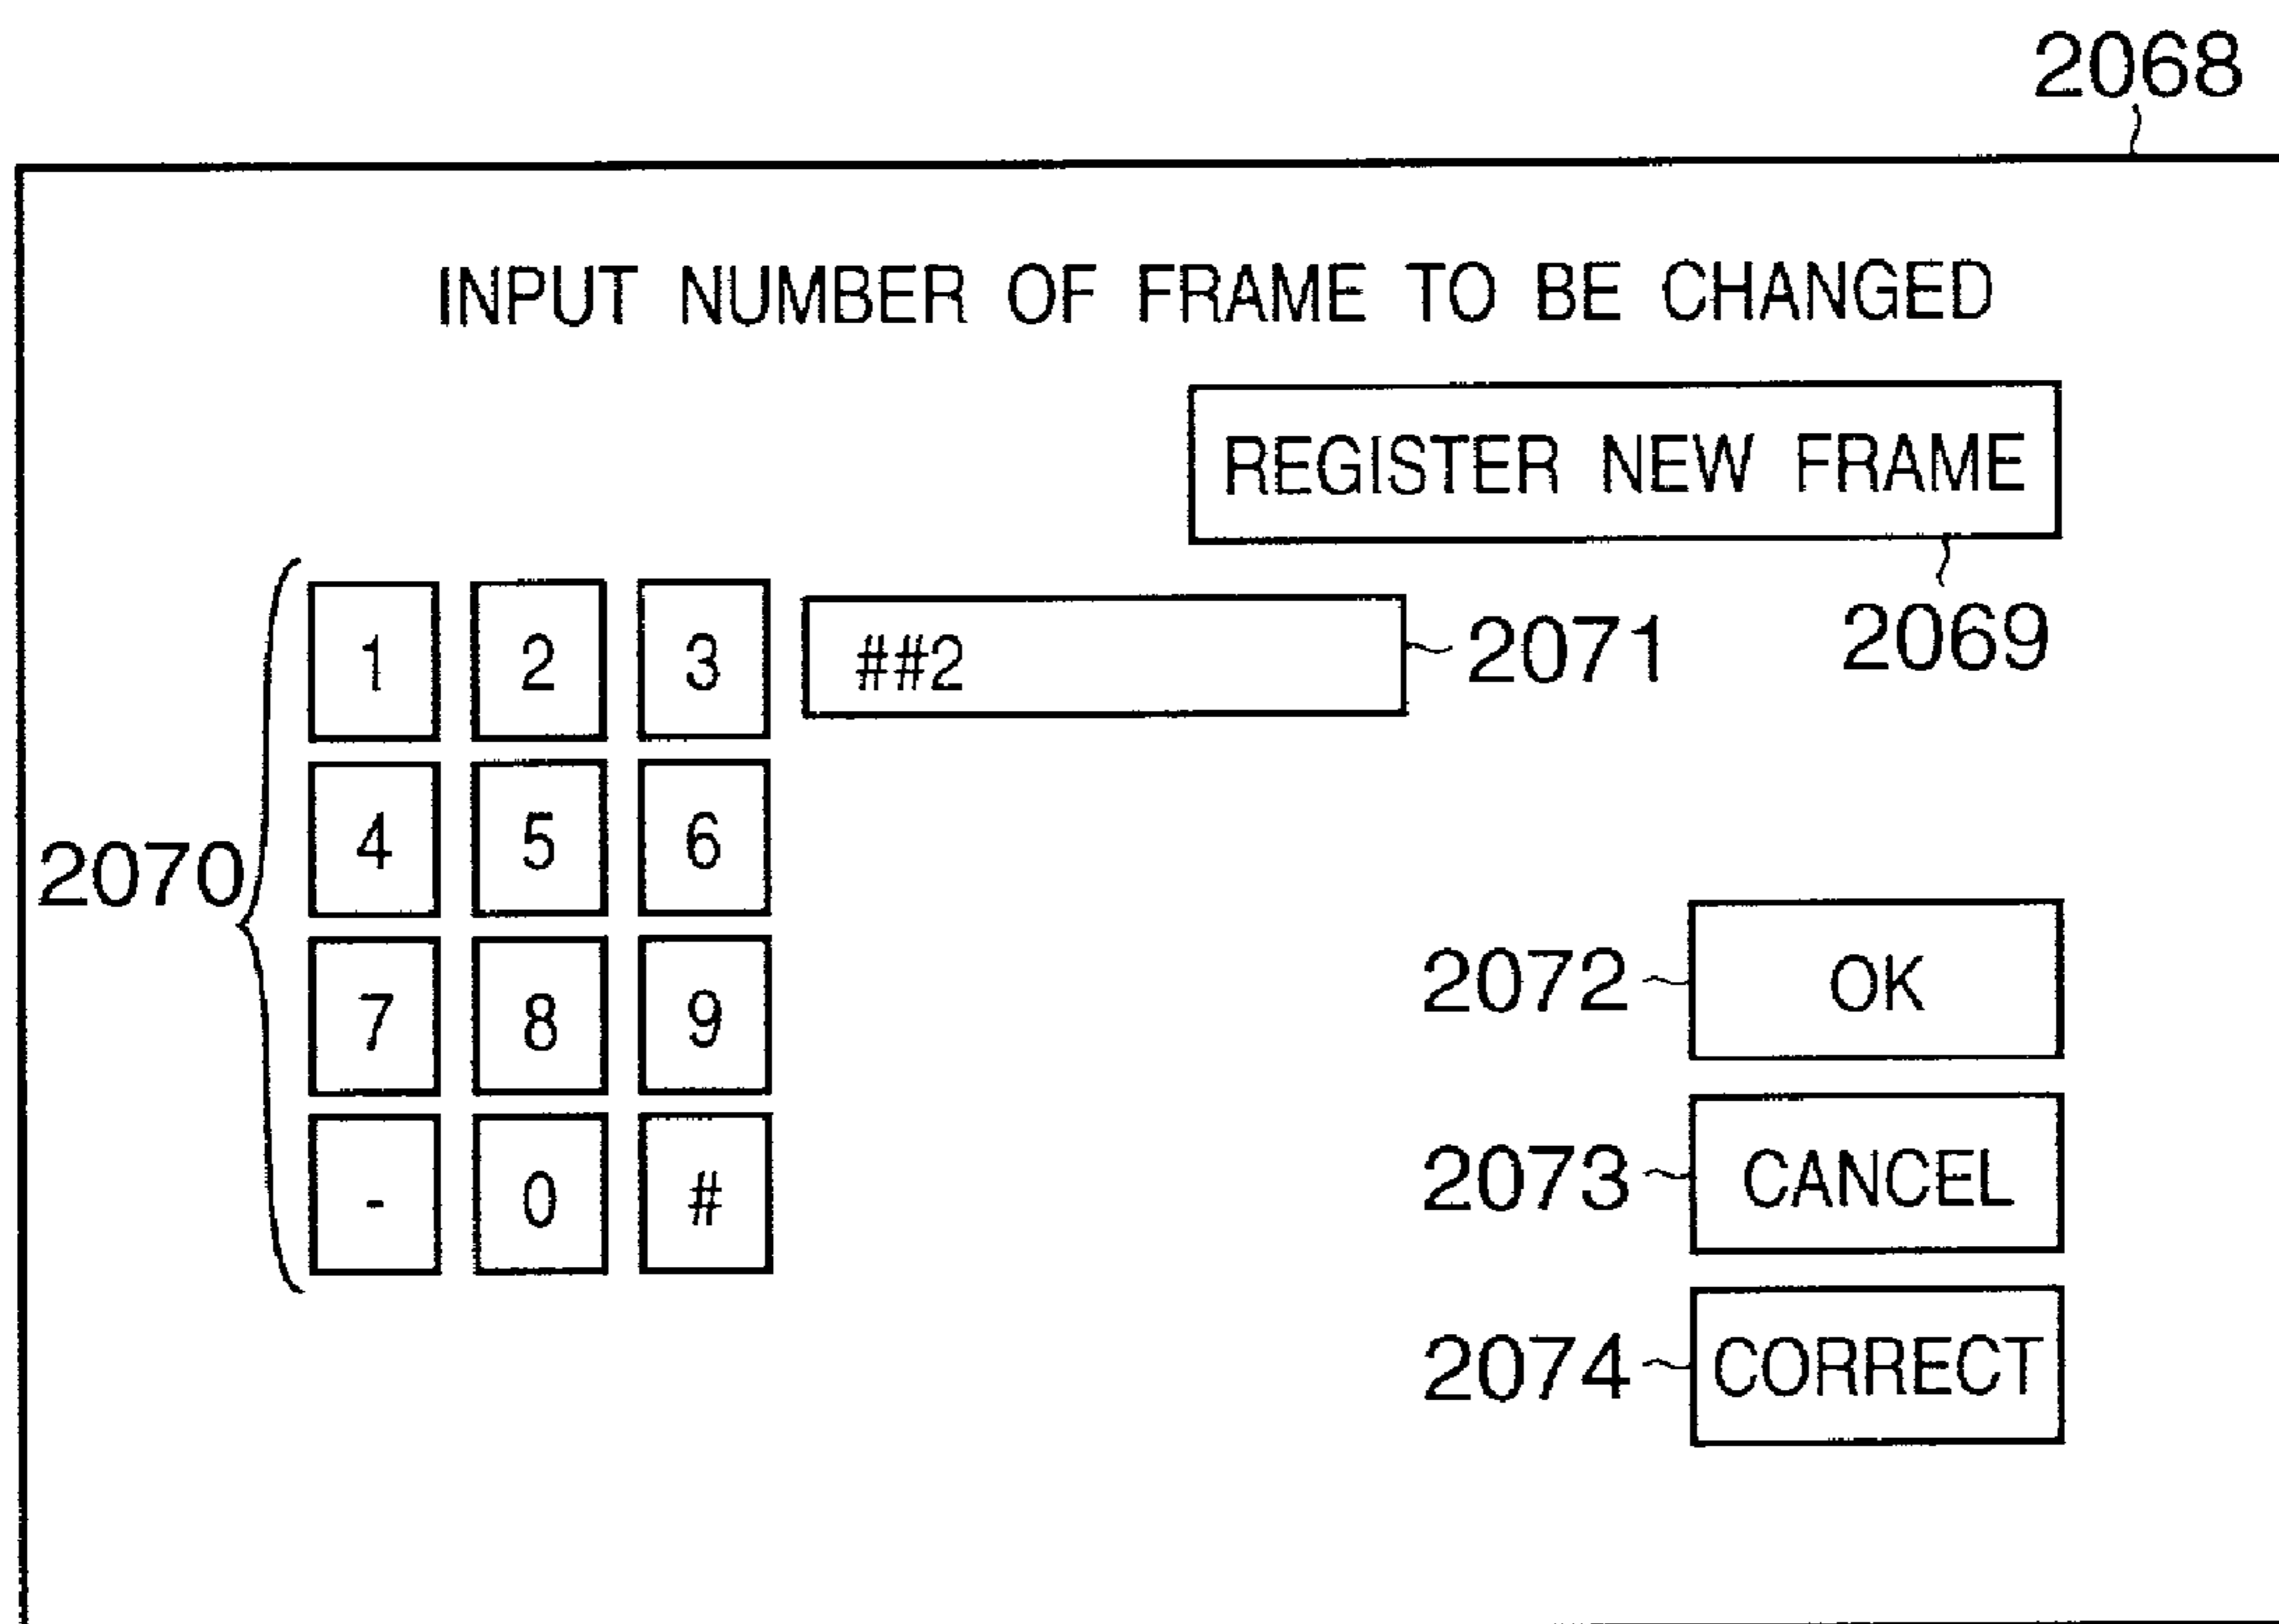 2068
INPUT NUMBER OF FRAME TO BE CHANGED
REGISTER NEW FRAME
2069
1 2 3 ##2 2071
4 5 6
2070
7 8 9
- 0 #
2072 OK
2073 CANCEL
2074 CORRECT